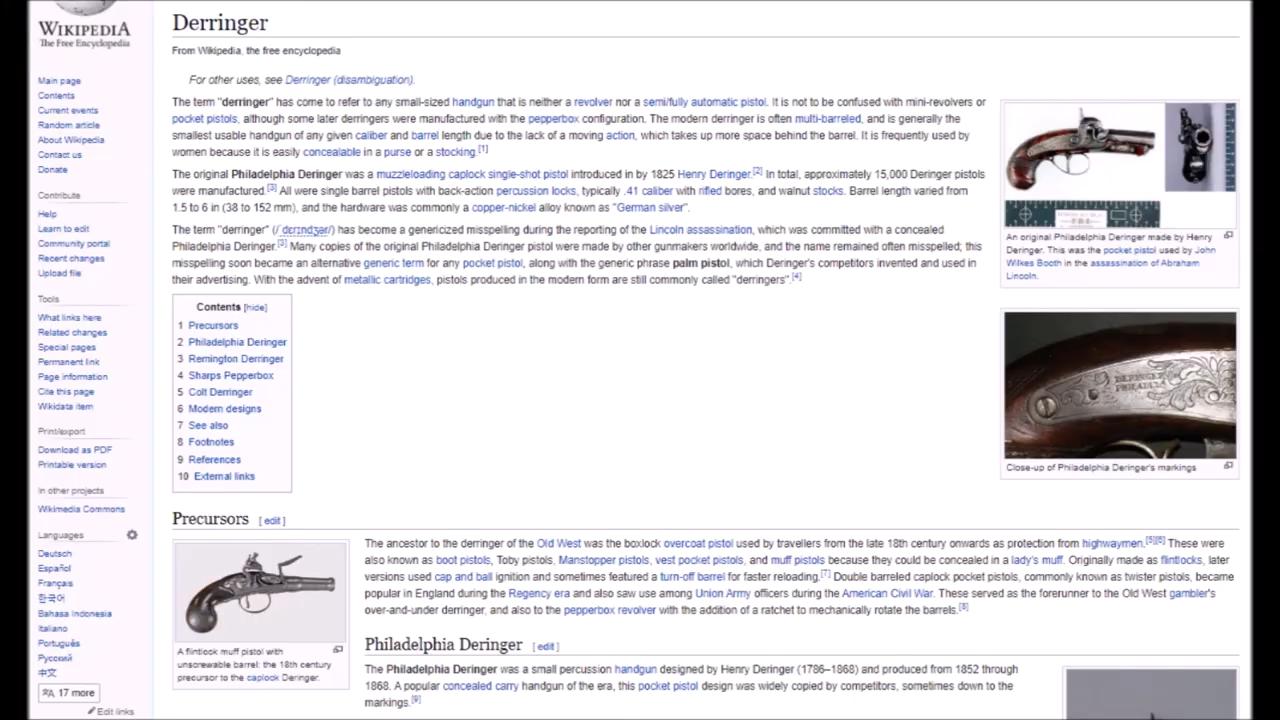 WIKIPEDIA
The Free Encyclopedia
Main page
Contents
Current events
Random article
About Wikipedia
Contact us
Donate
Contribute
Help
Learn to edit
Community portal
Recent changes
Upload file
Tools
What links here
Related changes
Special pages
Permanent link
Page information
Cite this page
Wikidata item
Print/export
Download as PDF
Printable version
In other projects
Wikimedia Commons
Languages
Deutsch
Español
Français
한국어
Bahasa Indonesia
Italiano
Português
Русский
中文
17 more
Edit links
Derringer
From Wikipedia, the free encyclopedia
For other uses, see Derringer (disambiguation).
The term "derringer" has come to refer to any small-sized handgun that is neither a revolver nor a semi/fully automatic pistol. It is not to be confused with mini-revolvers or
pocket pistols, although some later derringers were manufactured with the pepperbox configuration. The modern derringer is often multi-barreled, and is generally the
smallest usable handgun of any given caliber and barrel length due to the lack of a moving action, which takes up more space behind the barrel. It is frequently used by
women because it is easily concealable in a purse or a stocking.[1]
The original Philadelphia Deringer was a muzzleloading caplock single-shot pistol introduced in by 1825 Henry Deringer.[2] In total, approximately 15,000 Deringer pistols
were manufactured.[3] All were single barrel pistols with back-action percussion locks, typically .41 caliber with rifled bores, and walnut stocks. Barrel length varied from
1.5 to 6 in (38 to 152 mm), and the hardware was commonly a copper-nickel alloy known as "German silver".
The term "derringer" (/ˈdɛrɪndʒər/) has become a genericized misspelling during the reporting of the Lincoln assassination, which was committed with a concealed
Philadelphia Deringer.[3] Many copies of the original Philadelphia Deringer pistol were made by other gunmakers worldwide, and the name remained often misspelled; this
misspelling soon became an alternative generic term for any pocket pistol, along with the generic phrase palm pistol, which Deringer's competitors invented and used in
their advertising. With the advent of metallic cartridges, pistols produced in the modern form are still commonly called "derringers".[4]
An original Philadelphia Deringer made by Henry
Deringer. This was the pocket pistol used by John
Wilkes Booth in the assassination of Abraham
Lincoln.
DERINGER
PHILADELA
Close-up of Philadelphia Deringer's markings
Contents [hide]
1 Precursors
2 Philadelphia Deringer
3 Remington Derringer
4 Sharps Pepperbox
5 Colt Derringer
6 Modern designs
7 See also
8 Footnotes
9 References
10 External links
Precursors [ edit ]
A flintlock muff pistol with
unscrewable barrel: the 18th century
precursor to the caplock Deringer.
The ancestor to the derringer of the Old West was the boxlock overcoat pistol used by travellers from the late 18th century onwards as protection from highwaymen.[5][6] These were
also known as boot pistols, Toby pistols, Manstopper pistols, vest pocket pistols, and muff pistols because they could be concealed in a lady's muff. Originally made as flintlocks, later
versions used cap and ball ignition and sometimes featured a turn-off barrel for faster reloading.[7] Double barreled caplock pocket pistols, commonly known as twister pistols, became
popular in England during the Regency era and also saw use among Union Army officers during the American Civil War. These served as the forerunner to the Old West gambler's
over-and-under derringer, and also to the pepperbox revolver with the addition of a ratchet to mechanically rotate the barrels.[8]
Philadelphia Deringer [ edit ]
The Philadelphia Deringer was a small percussion handgun designed by Henry Deringer (1786–1868) and produced from 1852 through
1868. A popular concealed carry handgun of the era, this pocket pistol design was widely copied by competitors, sometimes down to the
markings.[9]